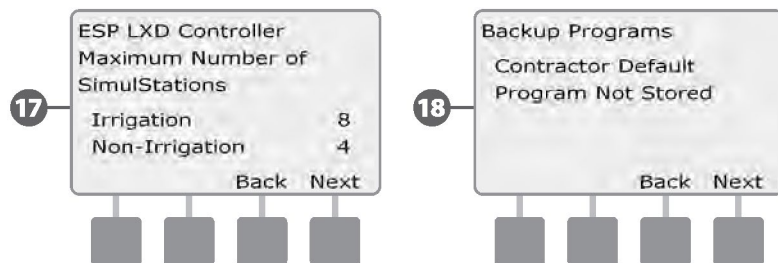 17
ESP LXD Controller
Maximum Number of
SimulStations
Irrigation 8
Non-Irrigation 4
Back Next
18
Backup Programs
Contractor Default
Program Not Stored
Back Next